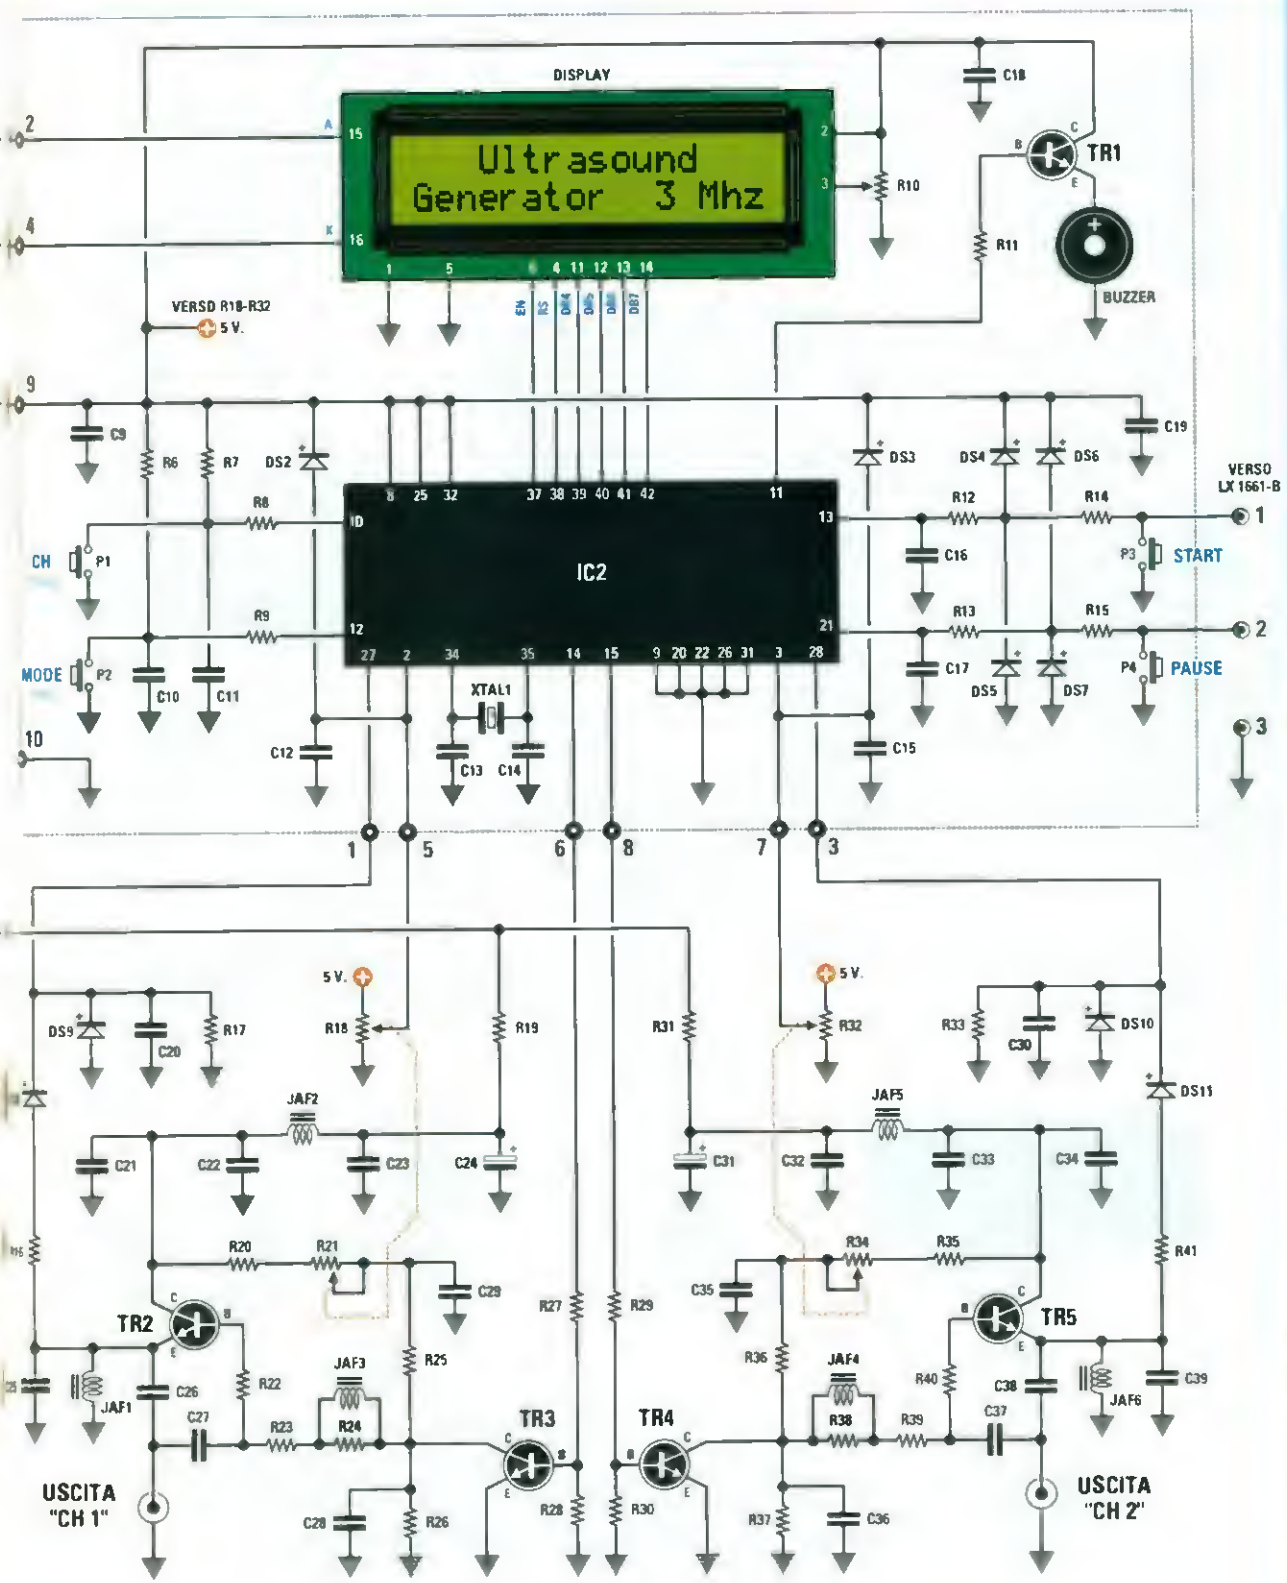 DISPLAY
C18
2
A
15
2
C
B
TR1
E
Ultrasound
Generator 3 Mhz
3
R10
4
K
16
R11
BUZZER
1
5
6
4
11
12
13
14
EN
RS
DB4
DB5
DB6
DB7
VERSO R18-R32
5 V.
9
C9
R6
R7
DS2
DS3
DS4
DS6
C19
8
25
32
37
38
39
40
41
42
11
VERSO
LX 1661-B
R8
10
13
R12
R14
1
CH
P1
IC2
C16
P3
START
R9
12
21
R13
R15
2
27
2
34
35
14
15
9
20
22
26
31
3
28
MODE
P2
C10
C11
XTAL1
C17
DS5
DS7
P4
PAUSE
10
C12
C13
C14
C15
3
1
5
6
8
7
3
5 V.
5 V.
DS9
C20
R17
R18
R19
R31
R32
R33
C30
DS10
JAF2
JAF5
DS11
C21
C22
C23
C24
C31
C32
C33
C34
R20
R21
R34
R35
R41
C29
C35
R27
R29
C
B
TR2
E
C
B
TR5
E
R25
R36
C26
R22
JAF3
JAF4
R40
C38
C39
JAF1
JAF6
C27
R23
R24
R38
R39
C37
TR3
TR4
C
B
E
C
B
E
USCITA
"CH 1"
USCITA
"CH 2"
C28
R26
R28
R30
R37
C36